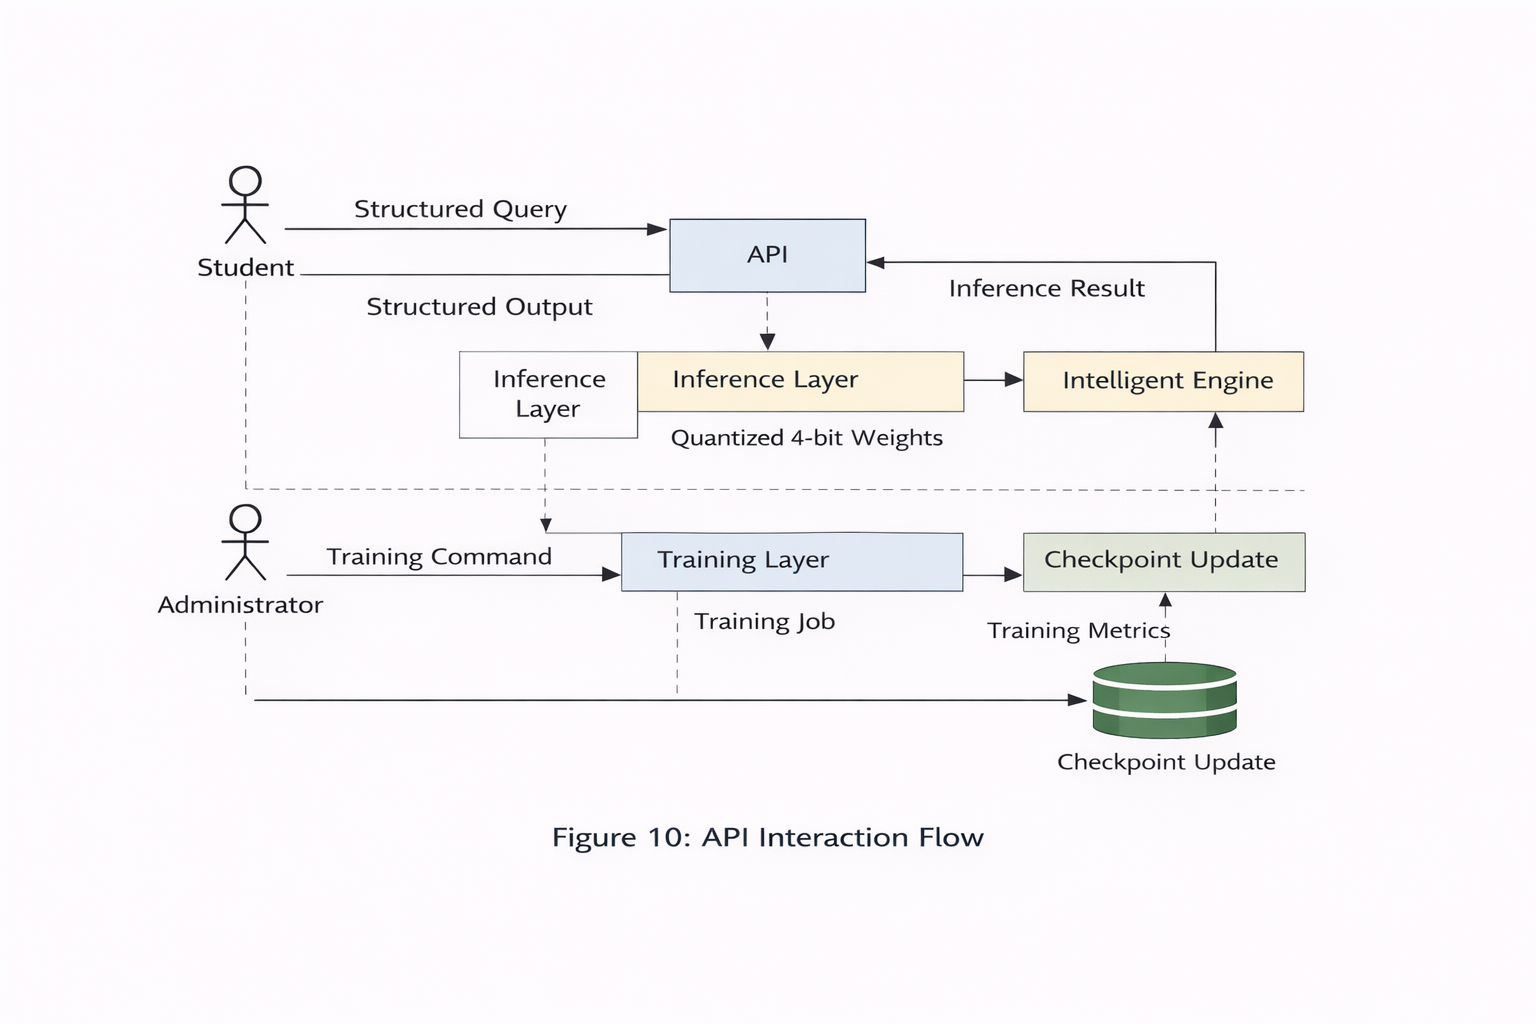 Structured Query
API
Student
Structured Output
Inference Result
Inference
Layer
Inference Layer
Intelligent Engine
Quantized 4-bit Weights
Training Command
Training Layer
Checkpoint Update
Administrator
Training Job
Training Metrics
Checkpoint Update
Figure 10: API Interaction Flow